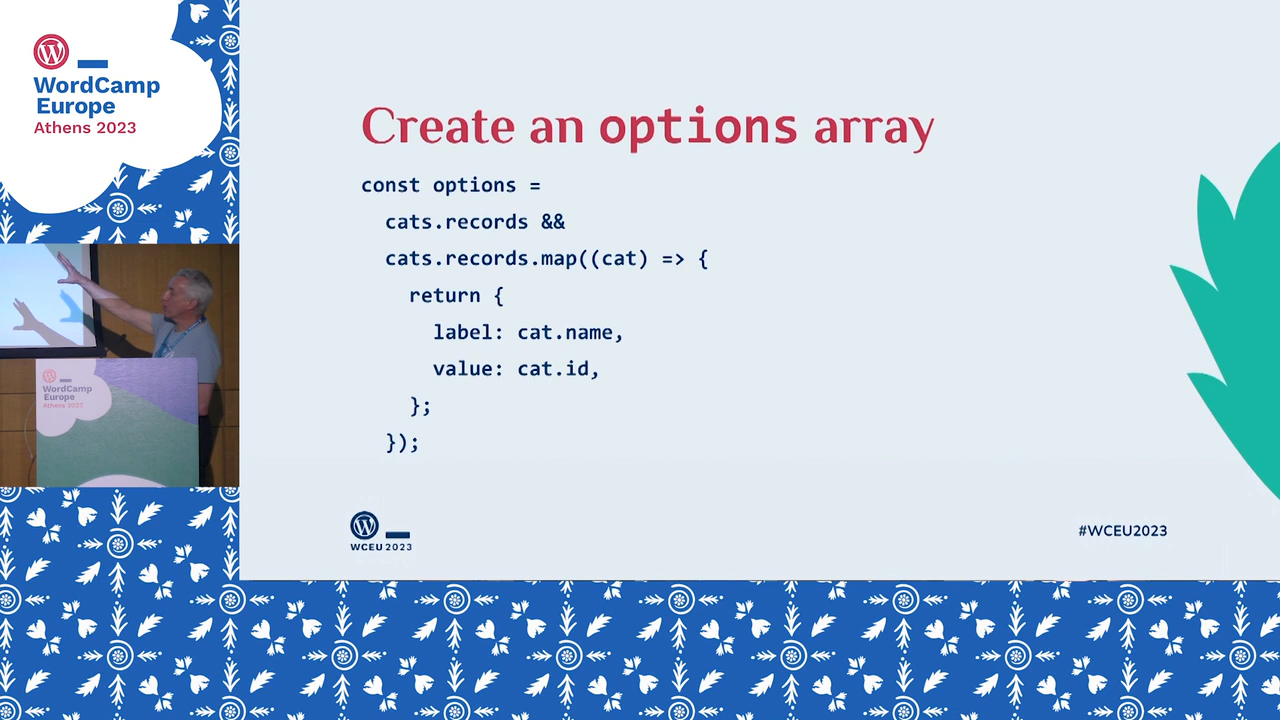 WordCamp
Europe
Athens 2023
Create an options array
const options =
cats.records &&
cats.records.map((cat) => {
return {
label: cat.name,
value: cat.id,
};
});
WordCamp
Europe
Athens 2023
WCEU 2023
#WCEU2023